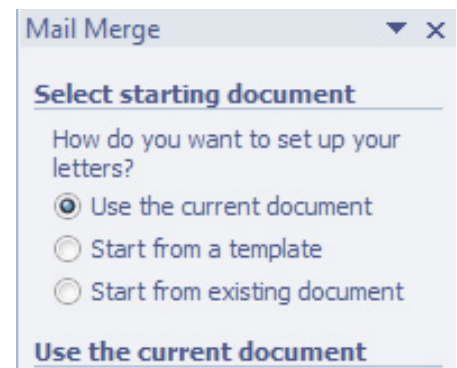 Mail Merge
Select starting document
How do you want to set up your
letters?
Use the current document
Start from a template
Start from existing document
Use the current document